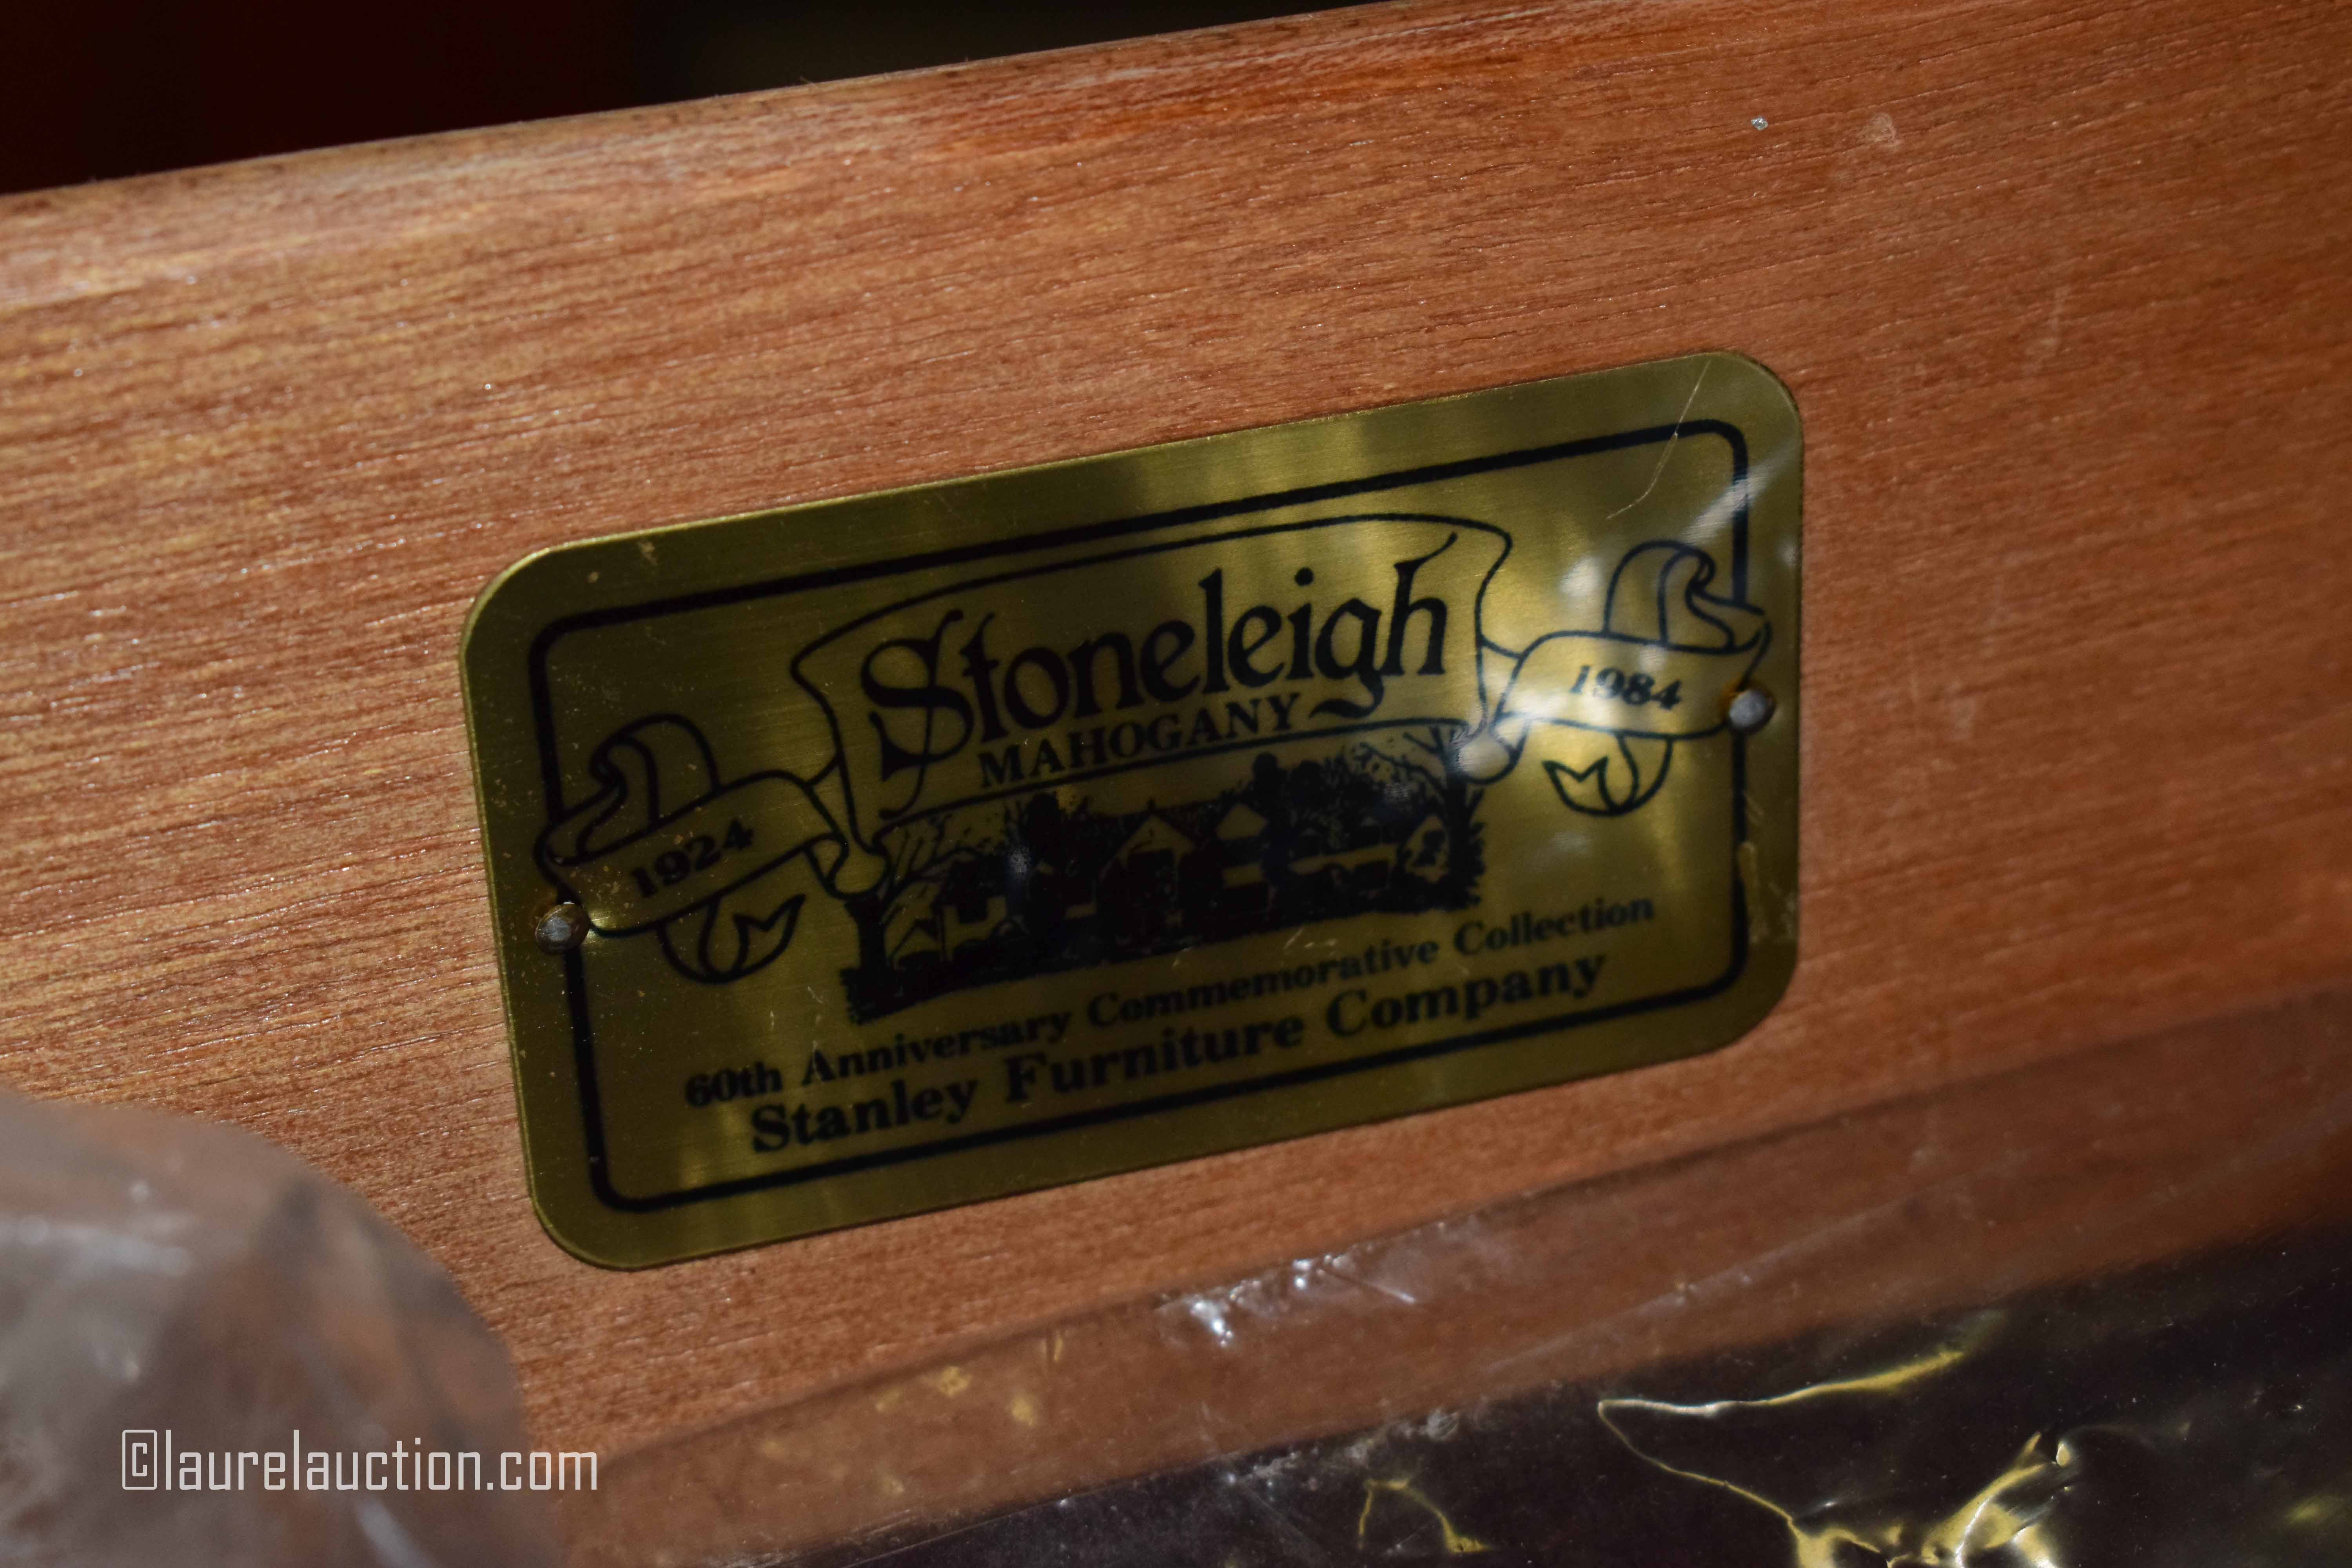 Stoneleigh
MAHOGANY
1924
1984
60th Anniversary Commemorative Collection
Stanley Furniture Company
©laurelauction.com